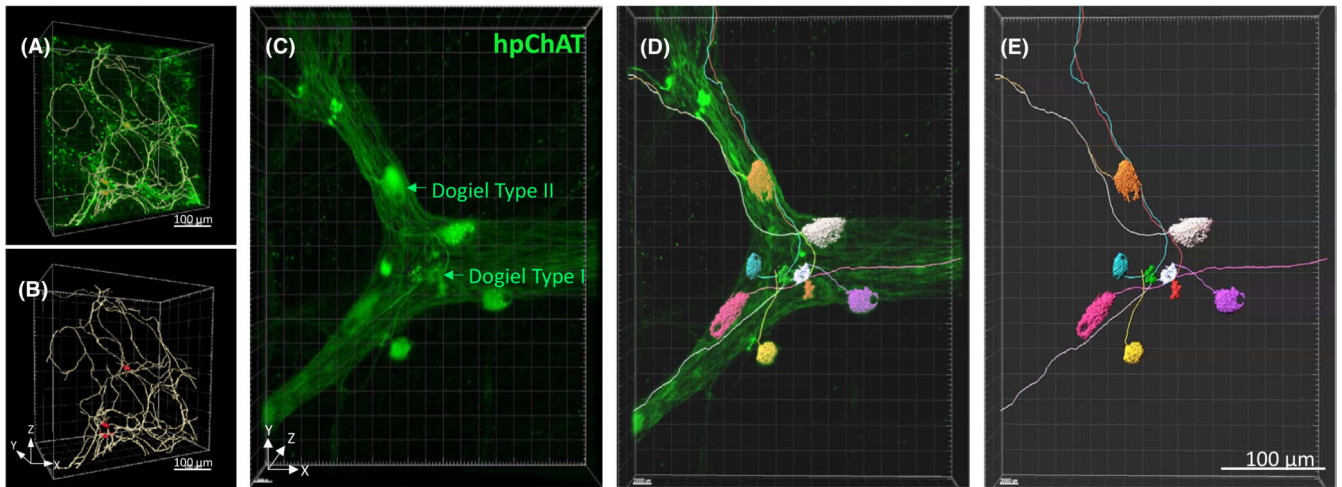 (A)
100 µm
(B)
Z
Y
X
100 µm
(C)
hpChAT
Dogiel Type II
Dogiel Type I
Y
Z
X
(D)
(E)
100 µm